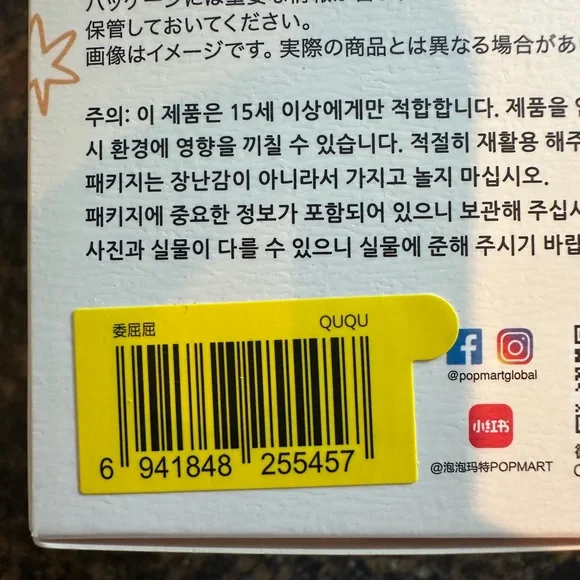 保管しておいてください。
画像はイメージです。実際の商品とは異なる場合があ
주의: 이 제품은 15세 이상에게만 적합합니다. 제품을
시 환경에 영향을 끼칠 수 있습니다. 적절히 재활용 해주
패키지는 장난감이 아니라서 가지고 놀지 마십시오.
패키지에 중요한 정보가 포함되어 있으니 보관해 주십시
사진과 실물이 다를 수 있으니 실물에 준해 주시기 바랍
委屈屈 QUQU
6 941848 255457
@popmartglobal
小红书
@泡泡玛特POPMART